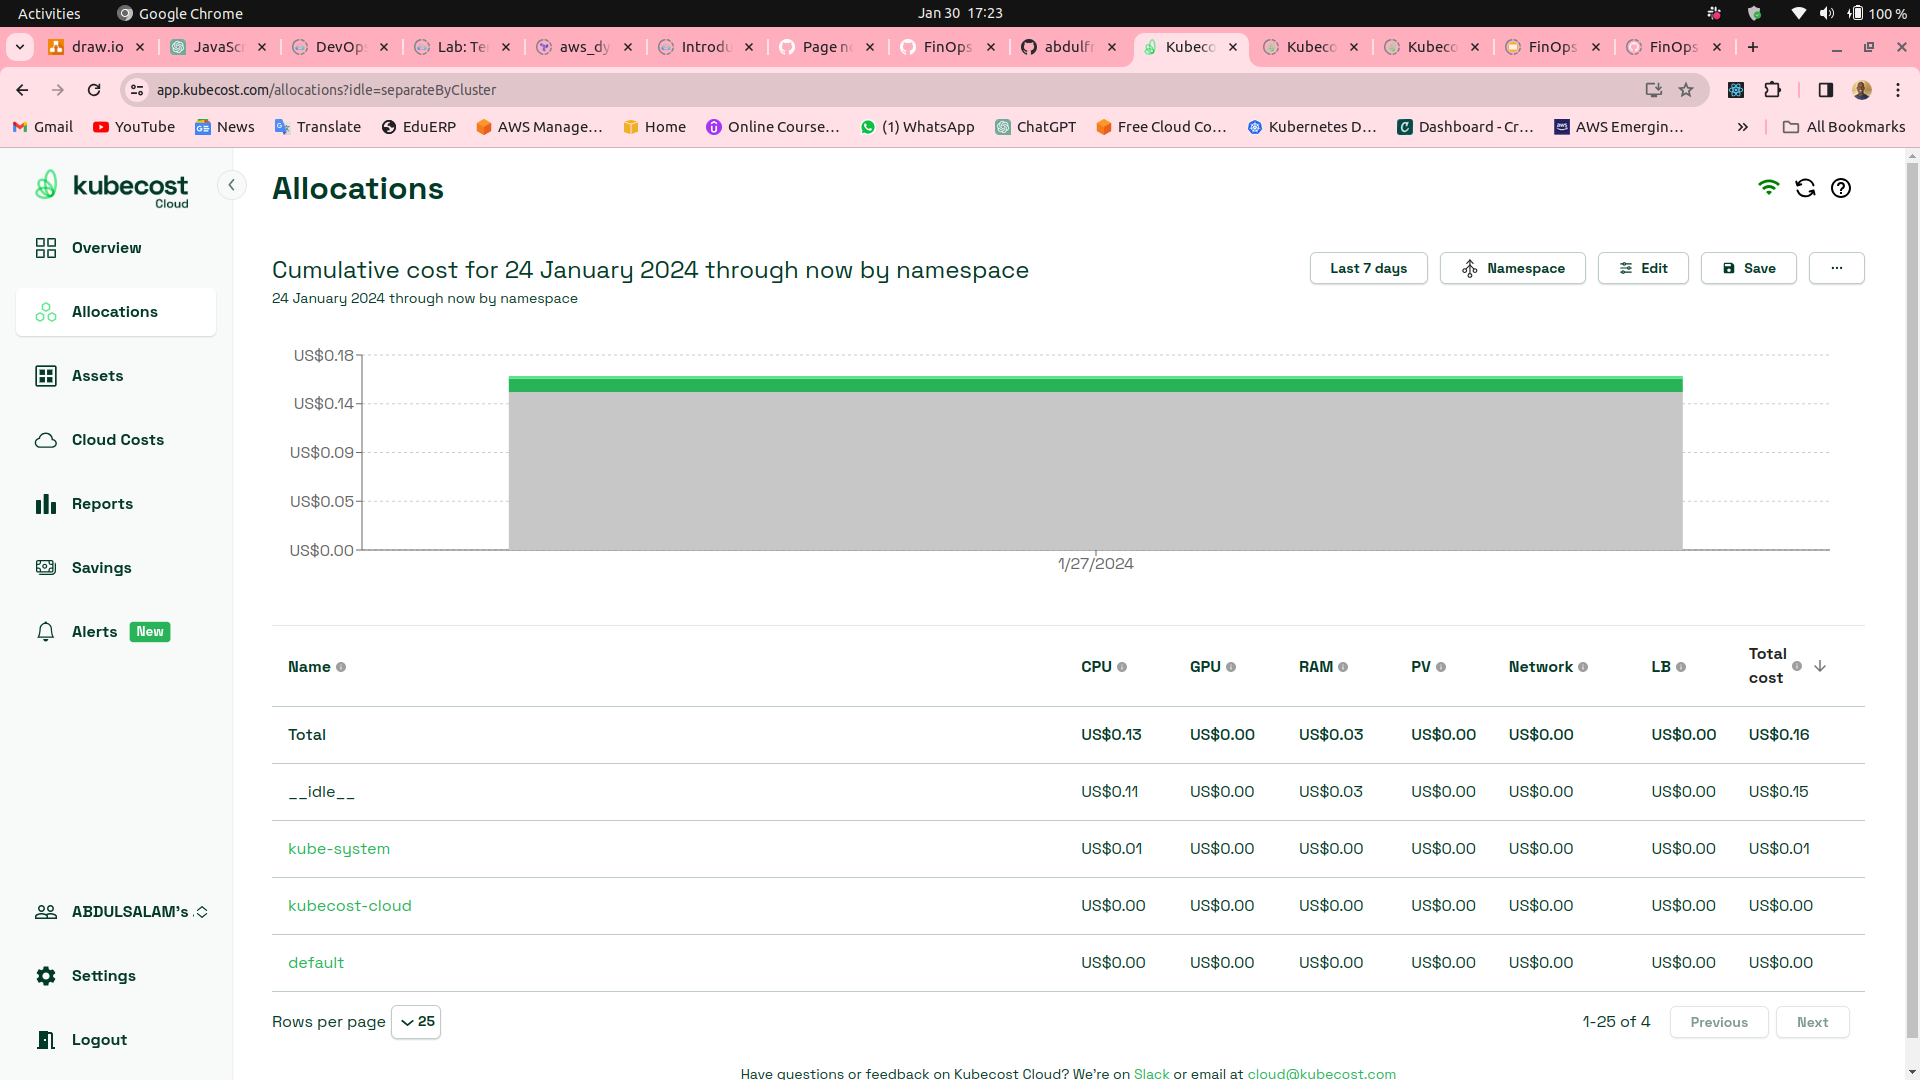 Activities Google Chrome Jan 30 17:23 100 %
draw.io JavaSc DevOps Lab: Te aws_dy Introdu Page n FinOps abdulfr Kubeco Kubeco Kubeco FinOps FinOps
app.kubecost.com/allocations?idle=separateByCluster
Gmail YouTube News Translate EduERP AWS Manage... Home Online Course... (1) WhatsApp ChatGPT Free Cloud Co... Kubernetes D... Dashboard - Cr... AWS Emergin... » All Bookmarks
kubecost
Cloud
Overview
Allocations
Assets
Cloud Costs
Reports
Savings
Alerts New
ABDULSALAM's
Settings
Logout
Allocations
Cumulative cost for 24 January 2024 through now by namespace
24 January 2024 through now by namespace
Last 7 days Namespace Edit Save ...
US$0.18
US$0.14
US$0.09
US$0.05
US$0.00
1/27/2024
Name CPU GPU RAM PV Network LB Total cost
Total US$0.13 US$0.00 US$0.03 US$0.00 US$0.00 US$0.00 US$0.16
__idle__ US$0.11 US$0.00 US$0.03 US$0.00 US$0.00 US$0.00 US$0.15
kube-system US$0.01 US$0.00 US$0.00 US$0.00 US$0.00 US$0.00 US$0.01
kubecost-cloud US$0.00 US$0.00 US$0.00 US$0.00 US$0.00 US$0.00 US$0.00
default US$0.00 US$0.00 US$0.00 US$0.00 US$0.00 US$0.00 US$0.00
Rows per page 25 1-25 of 4 Previous Next
Have questions or feedback on Kubecost Cloud? We're on Slack or email at cloud@kubecost.com